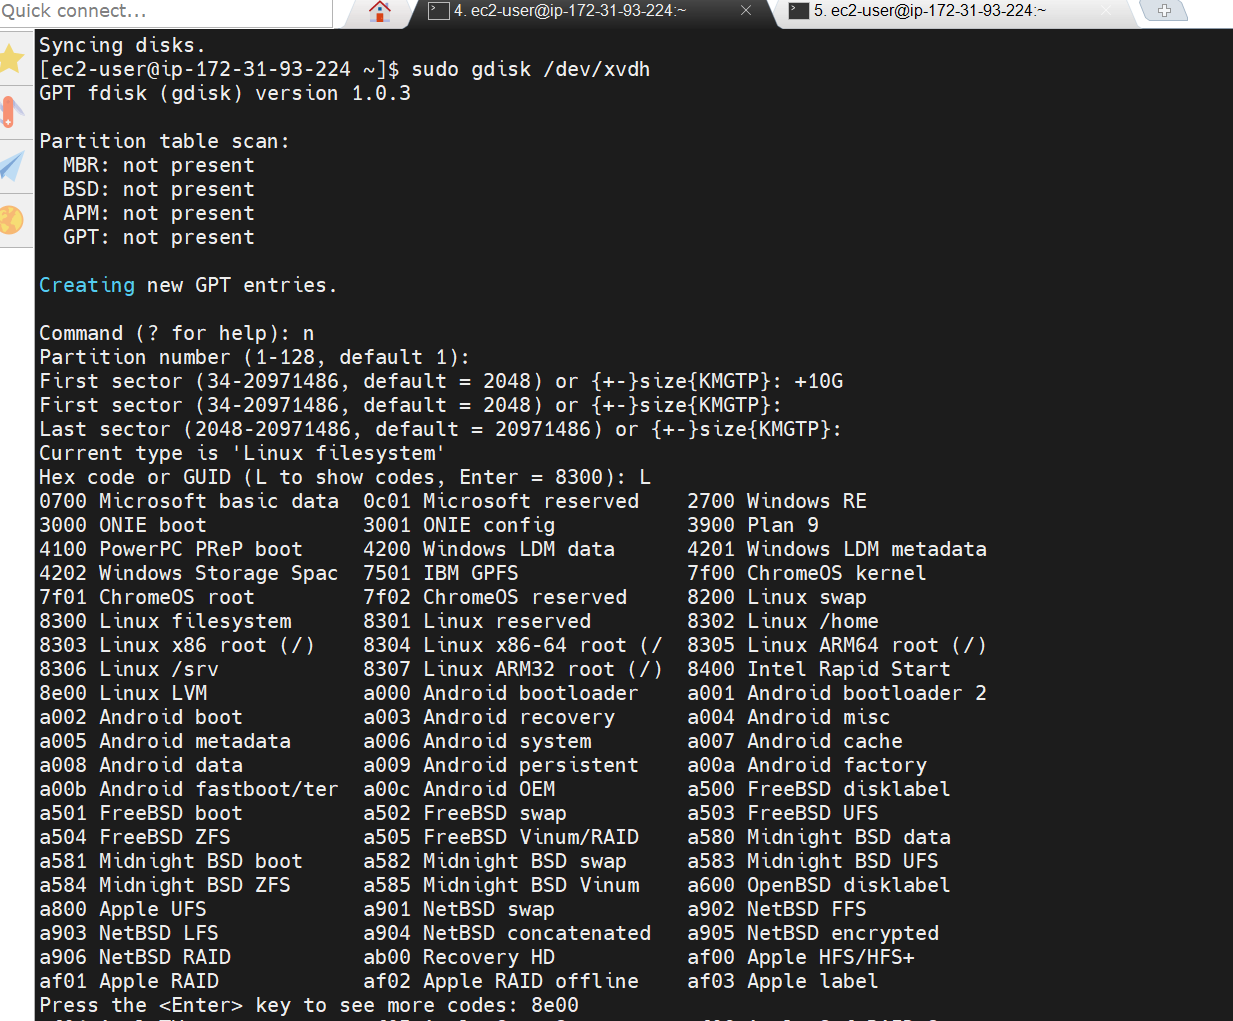 Quick connect...
4. ec2-user@ip-172-31-93-224:~
5. ec2-user@ip-172-31-93-224:~
Syncing disks.
[ec2-user@ip-172-31-93-224 ~]$ sudo gdisk /dev/xvdh
GPT fdisk (gdisk) version 1.0.3
Partition table scan:
MBR: not present
BSD: not present
APM: not present
GPT: not present
Creating new GPT entries.
Command (? for help): n
Partition number (1-128, default 1):
First sector (34-20971486, default = 2048) or {+-}size{KMGTP}: +10G
First sector (34-20971486, default = 2048) or {+-}size{KMGTP}:
Last sector (2048-20971486, default = 20971486) or {+-}size{KMGTP}:
Current type is 'Linux filesystem'
Hex code or GUID (L to show codes, Enter = 8300): L
0700 Microsoft basic data  0c01 Microsoft reserved    2700 Windows RE
3000 ONIE boot             3001 ONIE config           3900 Plan 9
4100 PowerPC PReP boot     4200 Windows LDM data      4201 Windows LDM metadata
4202 Windows Storage Spac  7501 IBM GPFS              7f00 ChromeOS kernel
7f01 ChromeOS root         7f02 ChromeOS reserved     8200 Linux swap
8300 Linux filesystem      8301 Linux reserved        8302 Linux /home
8303 Linux x86 root (/)    8304 Linux x86-64 root (/  8305 Linux ARM64 root (/)
8306 Linux /srv            8307 Linux ARM32 root (/)  8400 Intel Rapid Start
8e00 Linux LVM             a000 Android bootloader    a001 Android bootloader 2
a002 Android boot          a003 Android recovery      a004 Android misc
a005 Android metadata      a006 Android system        a007 Android cache
a008 Android data          a009 Android persistent    a00a Android factory
a00b Android fastboot/ter  a00c Android OEM           a500 FreeBSD disklabel
a501 FreeBSD boot          a502 FreeBSD swap          a503 FreeBSD UFS
a504 FreeBSD ZFS           a505 FreeBSD Vinum/RAID    a580 Midnight BSD data
a581 Midnight BSD boot     a582 Midnight BSD swap     a583 Midnight BSD UFS
a584 Midnight BSD ZFS      a585 Midnight BSD Vinum    a600 OpenBSD disklabel
a800 Apple UFS             a901 NetBSD swap           a902 NetBSD FFS
a903 NetBSD LFS            a904 NetBSD concatenated   a905 NetBSD encrypted
a906 NetBSD RAID           ab00 Recovery HD           af00 Apple HFS/HFS+
af01 Apple RAID            af02 Apple RAID offline    af03 Apple label
Press the <Enter> key to see more codes: 8e00